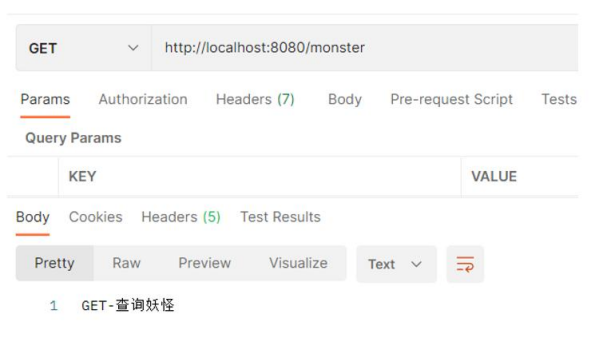 GET http://localhost:8080/monster
Params Authorization Headers (7) Body Pre-request Script Tests
Query Params
KEY VALUE
Body Cookies Headers (5) Test Results
Pretty Raw Preview Visualize Text
1 GET-查询妖怪